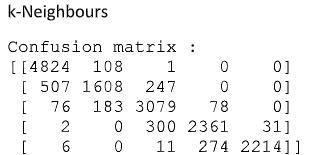 k-Neighbours
Confusion matrix :
[[4824 108 1 0 0]
[ 507 1608 247 0 0]
[ 76 183 3079 78 0]
[ 2 0 300 2361 31]
[ 6 0 11 274 2214]]